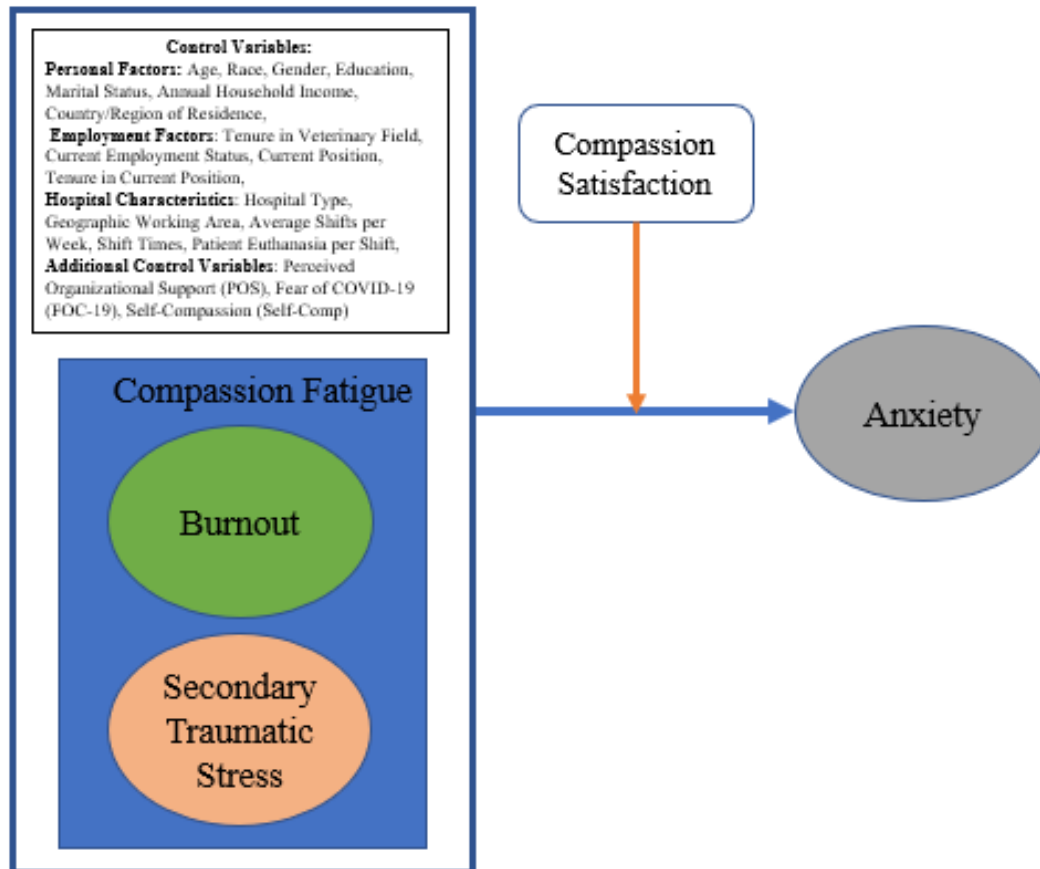 Control Variables:
Personal Factors: Age, Race, Gender, Education,
Marital Status, Annual Household Income,
Country/Region of Residence,
Employment Factors: Tenure in Veterinary Field,
Current Employment Status, Current Position,
Tenure in Current Position,
Hospital Characteristics: Hospital Type,
Geographic Working Area, Average Shifts per
Week, Shift Times, Patient Euthanasia per Shift,
Additional Control Variables: Perceived
Organizational Support (POS), Fear of COVID-19
(FOC-19), Self-Compassion (Self-Comp)
Compassion Fatigue
Burnout
Secondary
Traumatic
Stress
Compassion
Satisfaction
Anxiety